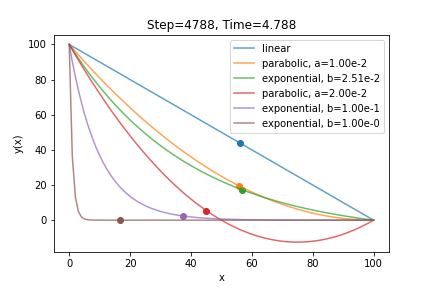 Step=4788, Time=4.788
linear
parabolic, a=1.00e-2
exponential, b=2.51e-2
parabolic, a=2.00e-2
exponential, b=1.00e-1
exponential, b=1.00e-0
y(x)
100
80
60
40
20
0
0 20 40 60 80 100
x